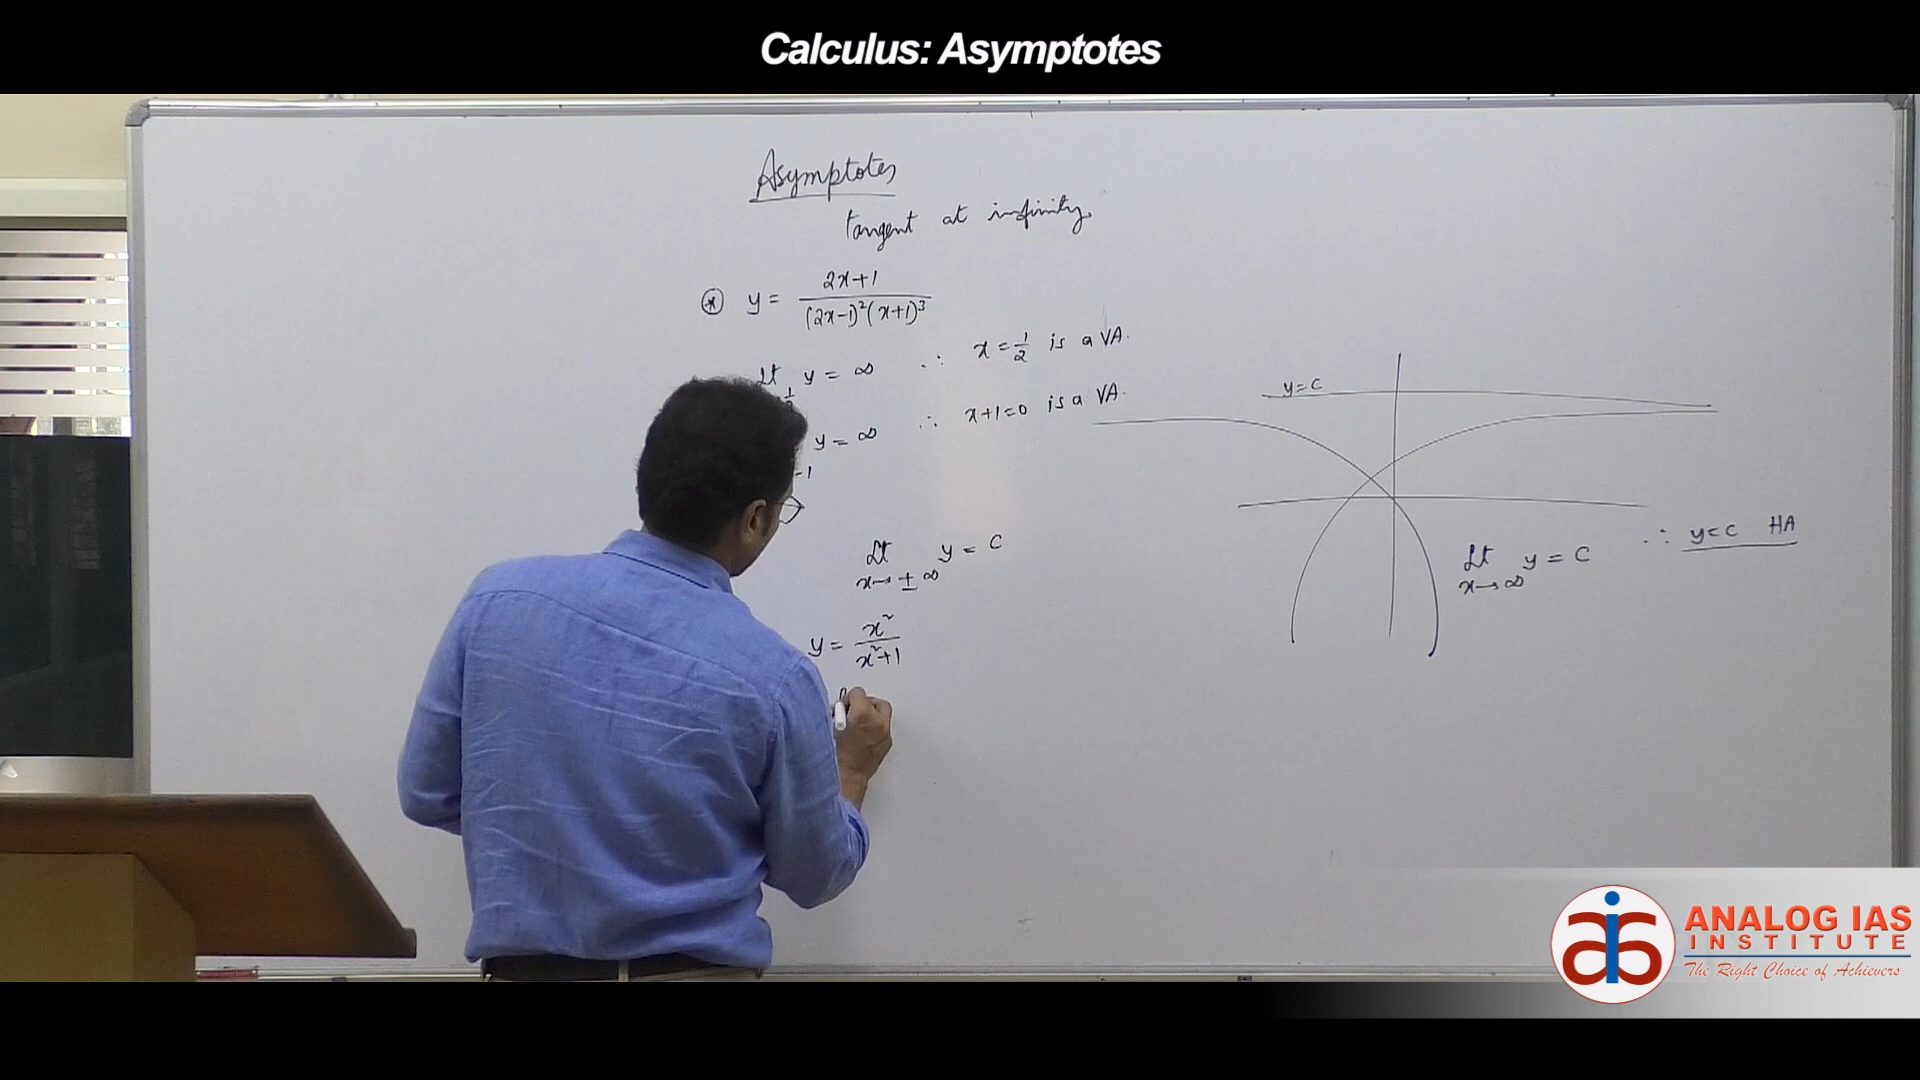 Calculus: Asymptotes
Asymptotes
tangent at infinity
* y = 2x+1 / (2x-1)²(x+1)³
Lt y = ∞ ∴ x = 1/2 is a VA.
y = ∞ ∴ x+1=0 is a VA.
-1
Lt y = C
x→±∞
y = x² / x²+1
y=C
Lt y = C ∴ y=C HA
x→∞
ANALOG IAS
INSTITUTE
The Right Choice of Achievers